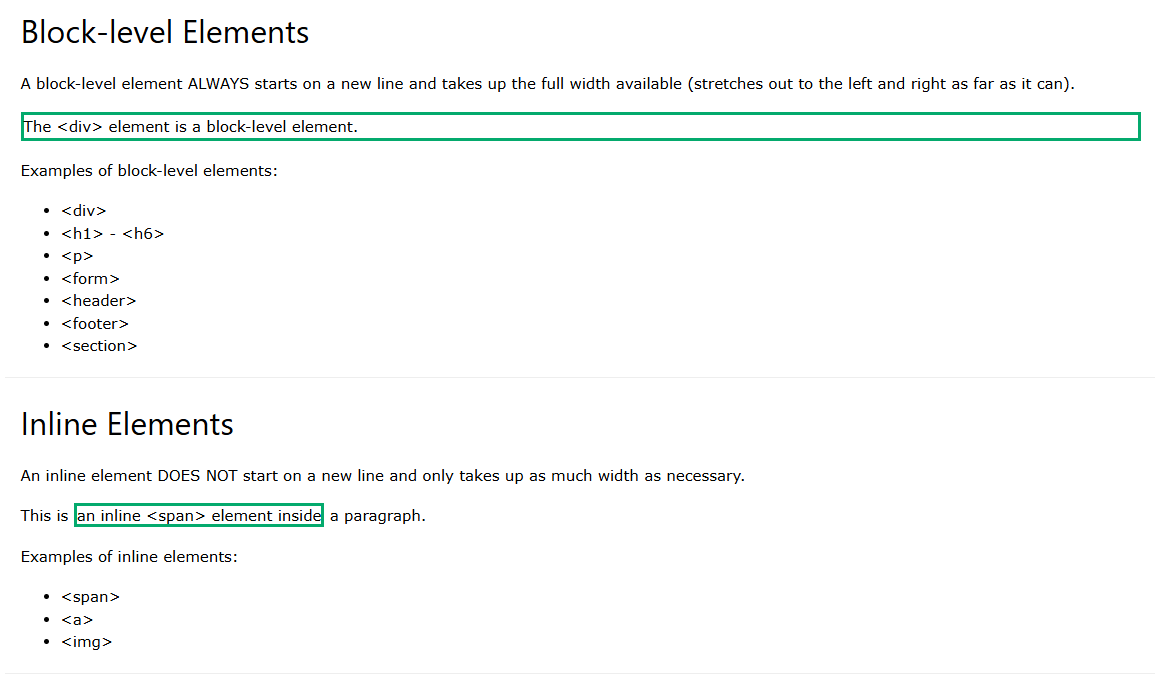 Block-level Elements
A block-level element ALWAYS starts on a new line and takes up the full width available (stretches out to the left and right as far as it can).
The <div> element is a block-level element.
Examples of block-level elements:
• <div>
• <h1> - <h6>
• <p>
• <form>
• <header>
• <footer>
• <section>
Inline Elements
An inline element DOES NOT start on a new line and only takes up as much width as necessary.
This is an inline <span> element inside a paragraph.
Examples of inline elements:
• <span>
• <a>
• <img>